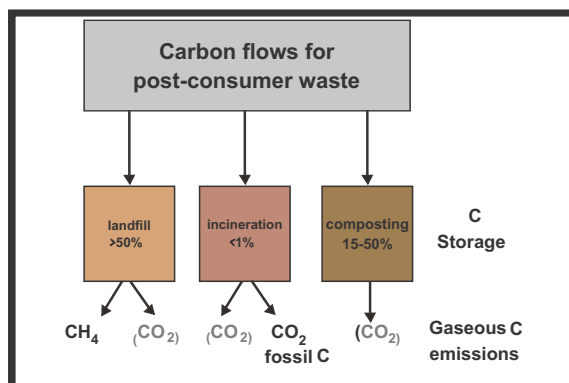 Carbon flows for
post-consumer waste
landfill
>50%
incineration
<1%
composting
15-50%
C
Storage
CH₄
(CO₂)
(CO₂)
CO₂
fossil C
(CO₂)
Gaseous C
emissions